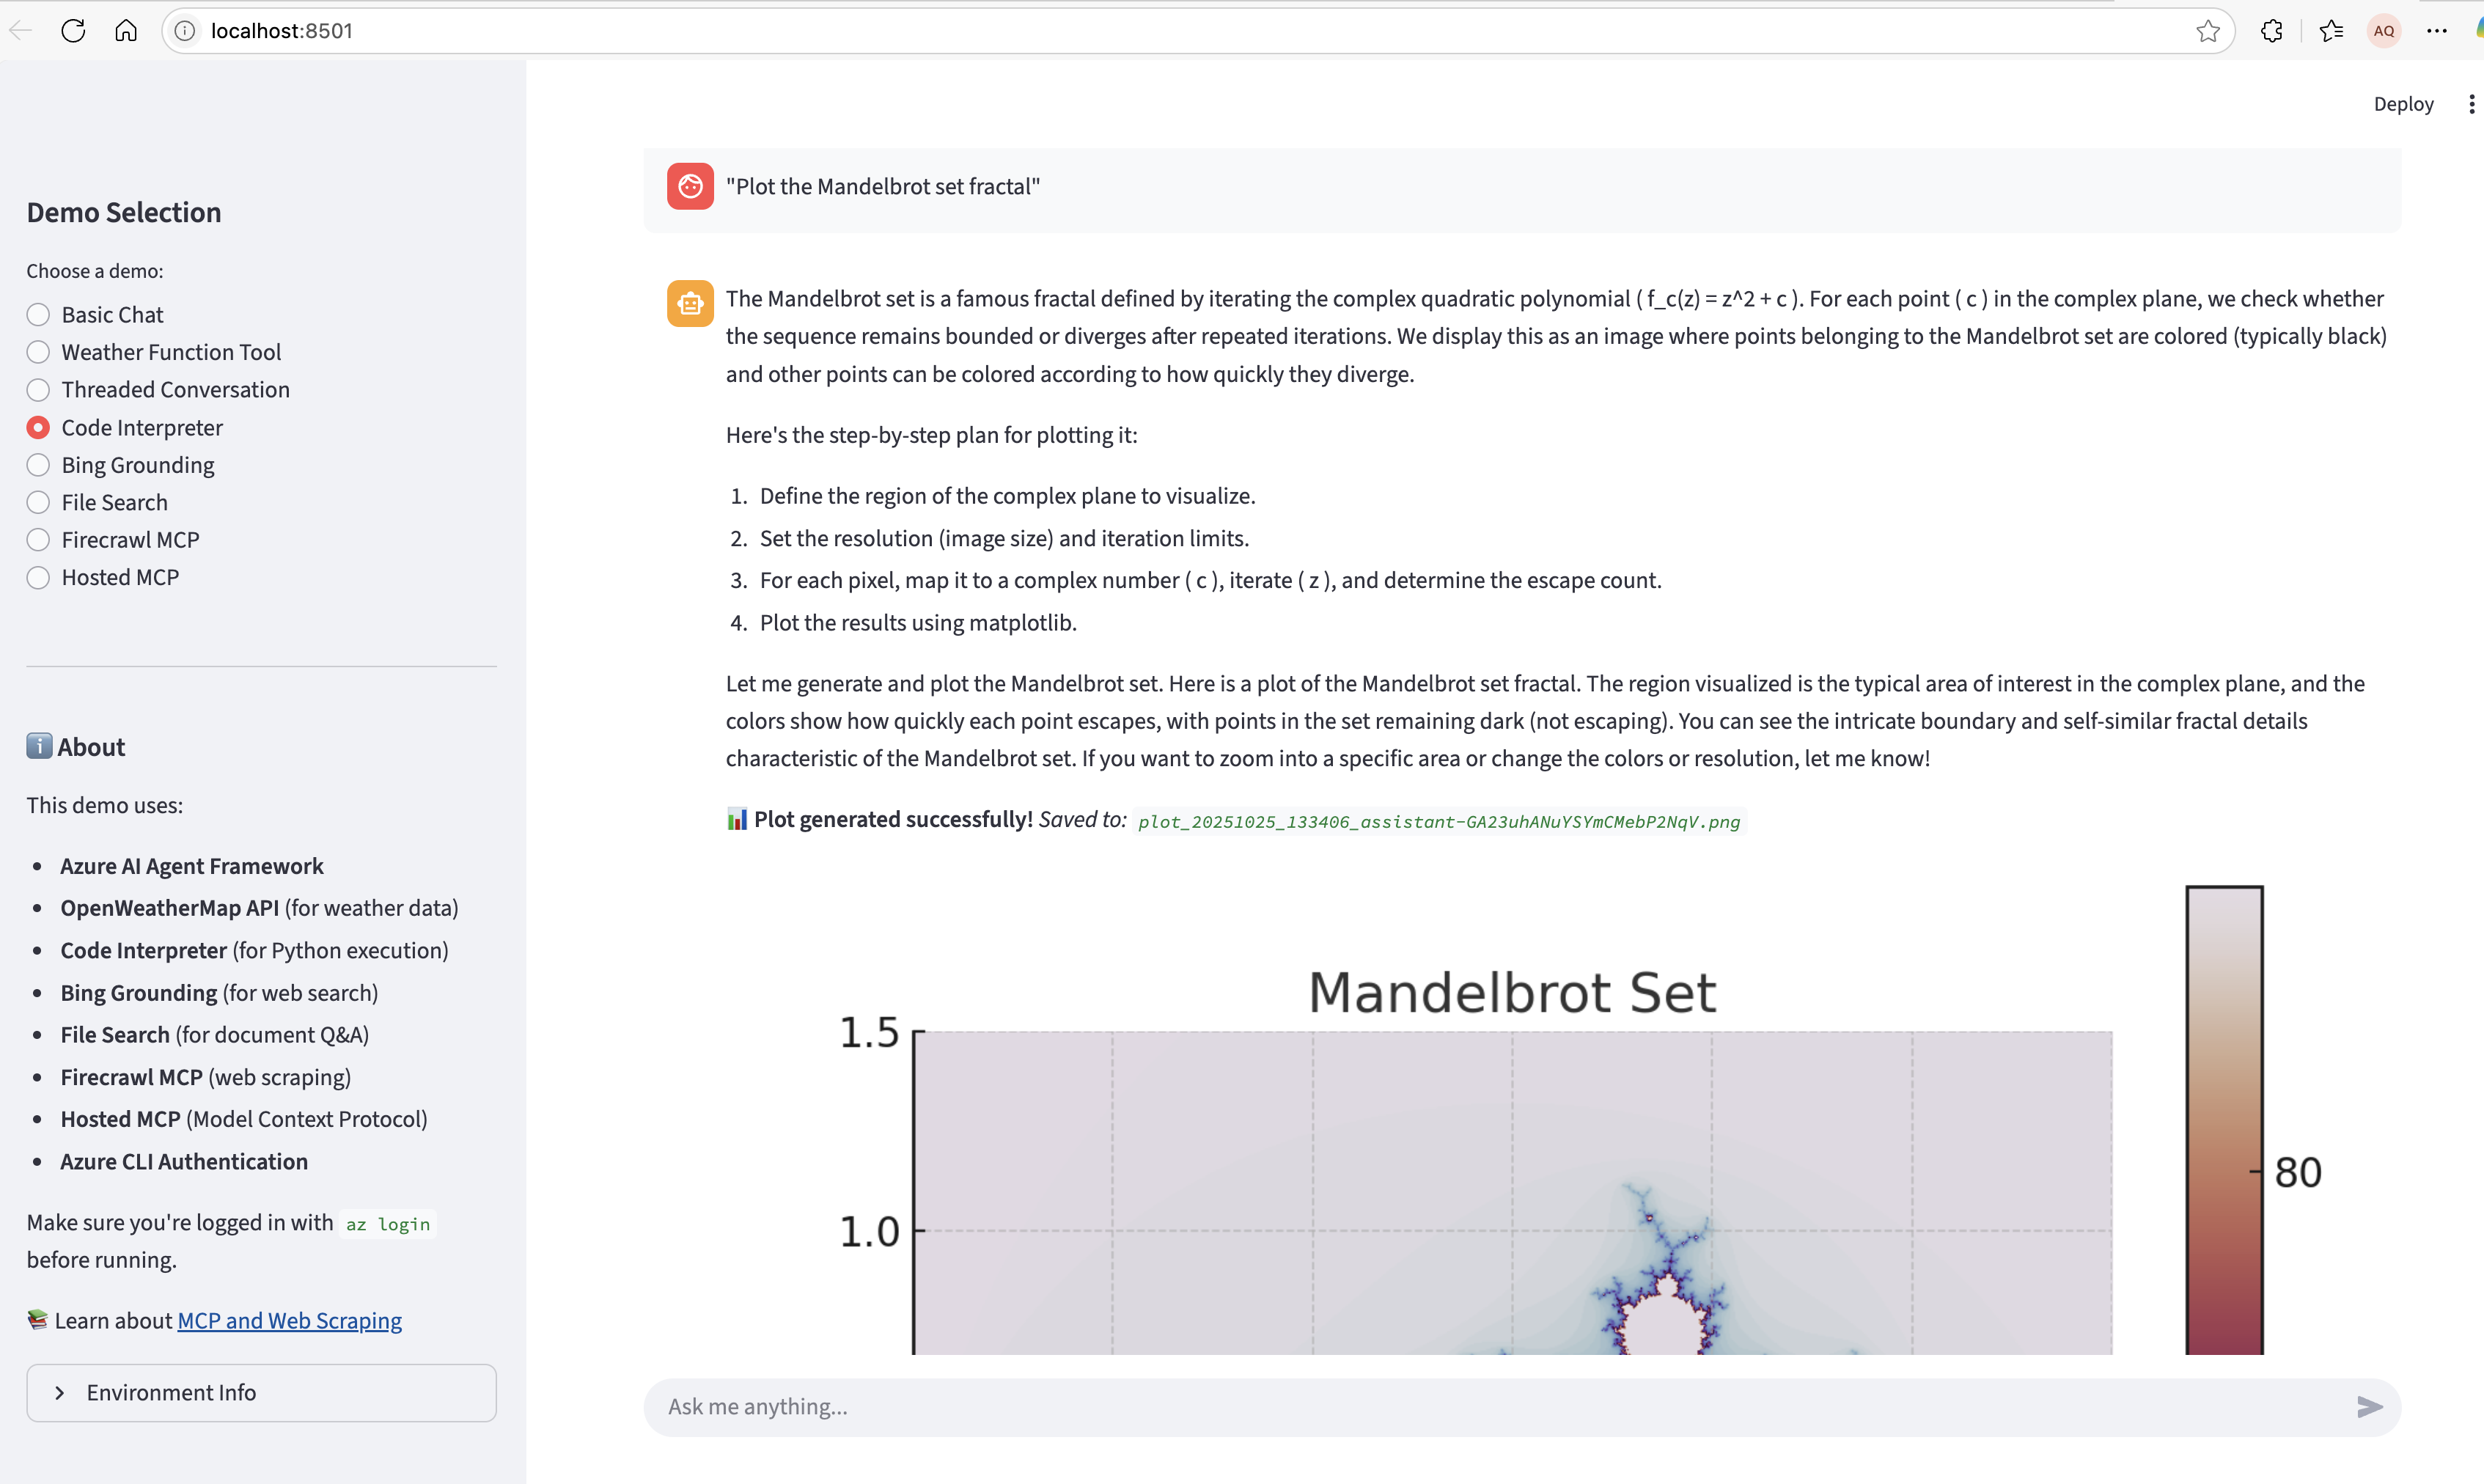 localhost:8501
AQ
Deploy
Demo Selection
Choose a demo:
Basic Chat
Weather Function Tool
Threaded Conversation
Code Interpreter
Bing Grounding
File Search
Firecrawl MCP
Hosted MCP
About
This demo uses:
Azure AI Agent Framework
OpenWeatherMap API (for weather data)
Code Interpreter (for Python execution)
Bing Grounding (for web search)
File Search (for document Q&A)
Firecrawl MCP (web scraping)
Hosted MCP (Model Context Protocol)
Azure CLI Authentication
Make sure you're logged in with az login
before running.
Learn about MCP and Web Scraping
Environment Info
"Plot the Mandelbrot set fractal"
The Mandelbrot set is a famous fractal defined by iterating the complex quadratic polynomial ( f_c(z) = z^2 + c ). For each point ( c ) in the complex plane, we check whether
the sequence remains bounded or diverges after repeated iterations. We display this as an image where points belonging to the Mandelbrot set are colored (typically black)
and other points can be colored according to how quickly they diverge.
Here's the step-by-step plan for plotting it:
1. Define the region of the complex plane to visualize.
2. Set the resolution (image size) and iteration limits.
3. For each pixel, map it to a complex number ( c ), iterate ( z ), and determine the escape count.
4. Plot the results using matplotlib.
Let me generate and plot the Mandelbrot set. Here is a plot of the Mandelbrot set fractal. The region visualized is the typical area of interest in the complex plane, and the
colors show how quickly each point escapes, with points in the set remaining dark (not escaping). You can see the intricate boundary and self-similar fractal details
characteristic of the Mandelbrot set. If you want to zoom into a specific area or change the colors or resolution, let me know!
Plot generated successfully! Saved to: plot_20251025_133406_assistant-GA23uhANuYSYmCMebP2NqV.png
Mandelbrot Set
1.5
1.0
80
Ask me anything...